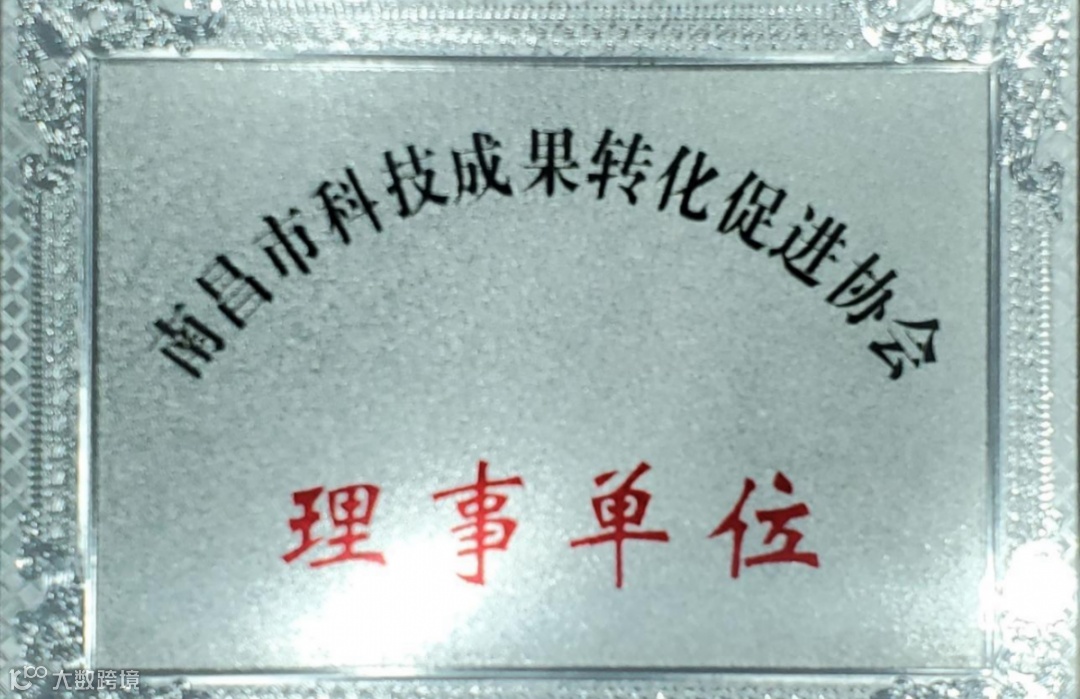 南昌市科技成果转化促进协会
理事单位
大数跨境